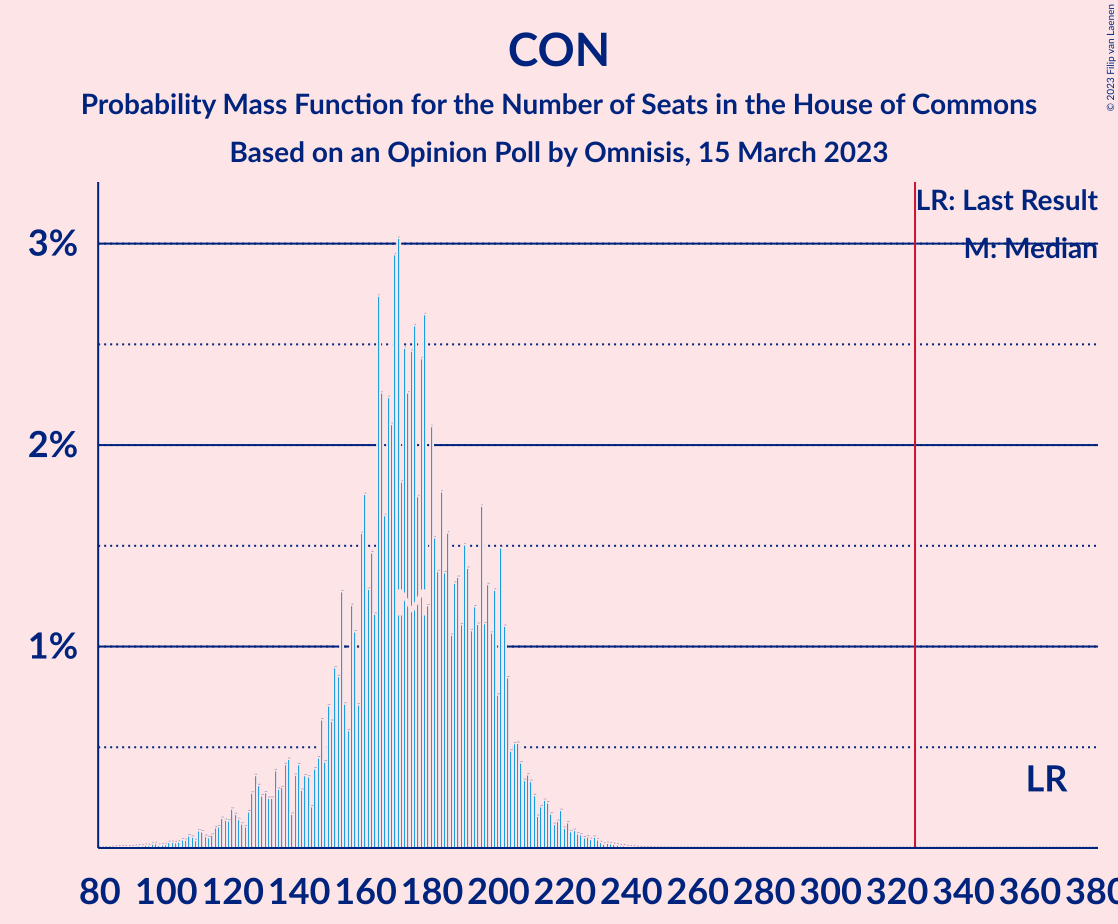 CON
Probability Mass Function for the Number of Seats in the House of Commons
Based on an Opinion Poll by Omnisis, 15 March 2023
© 2023 Filip van Laenen
LR: Last Result
M: Median
3%
2%
1%
M
LR
80 100 120 140 160 180 200 220 240 260 280 300 320 340 360 380